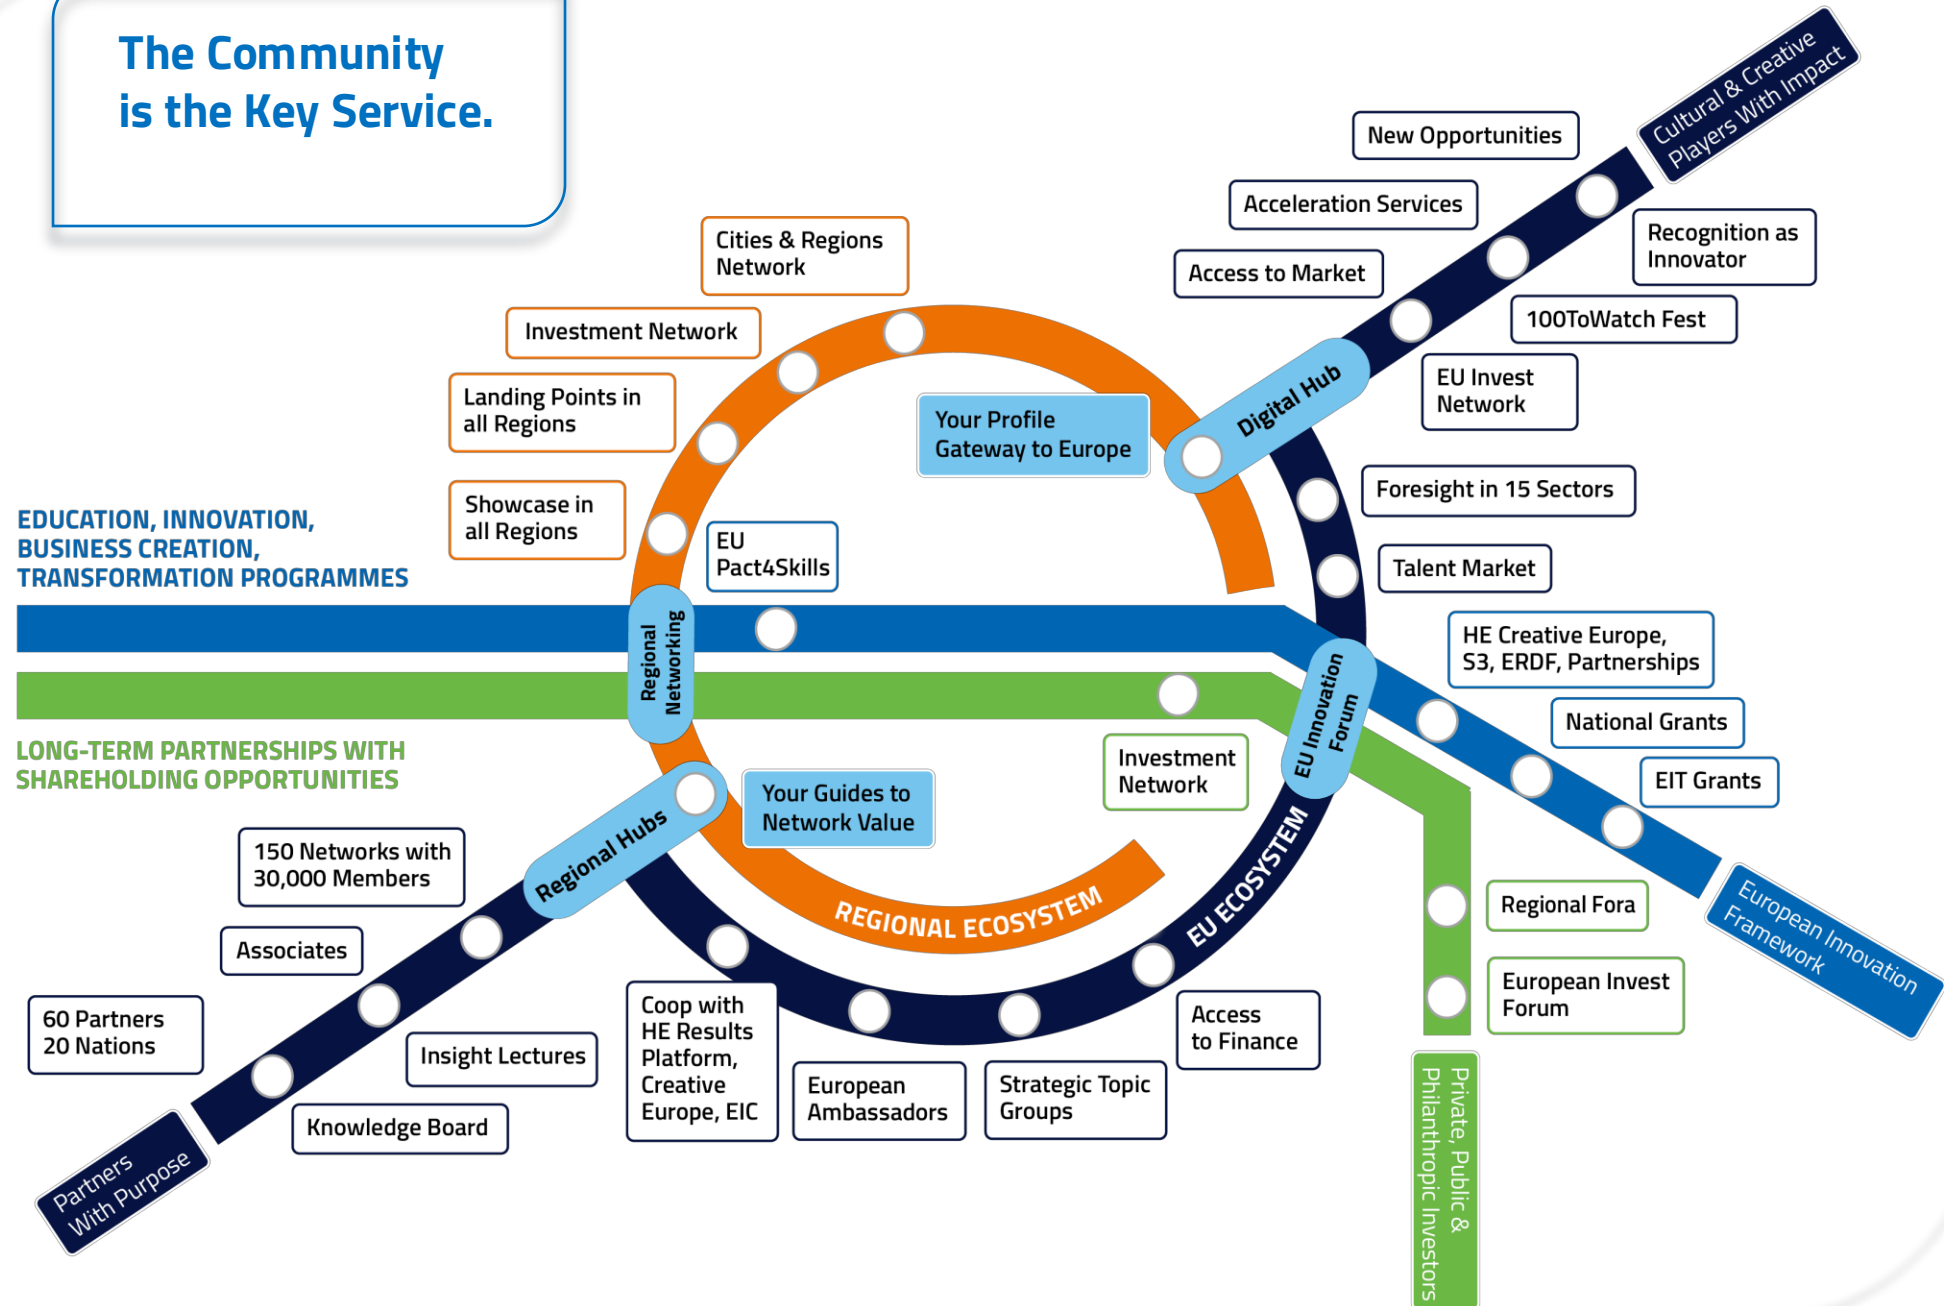 The Community
is the Key Service.
Cultural & Creative
Players With Impact
New Opportunities
Acceleration Services
Access to Market
Recognition as
Innovator
100ToWatch Fest
EU Invest
Network
Digital Hub
Cities & Regions
Network
Investment Network
Landing Points in
all Regions
Showcase in
all Regions
Your Profile
Gateway to Europe
Foresight in 15 Sectors
Talent Market
EDUCATION, INNOVATION,
BUSINESS CREATION,
TRANSFORMATION PROGRAMMES
EU
Pact4Skills
Regional
Networking
HE Creative Europe,
S3, ERDF, Partnerships
National Grants
EIT Grants
EU Innovation
Forum
European Innovation
Framework
LONG-TERM PARTNERSHIPS WITH
SHAREHOLDING OPPORTUNITIES
Investment
Network
Your Guides to
Network Value
Regional Hubs
REGIONAL ECOSYSTEM
EU ECOSYSTEM
150 Networks with
30,000 Members
Associates
60 Partners
20 Nations
Insight Lectures
Knowledge Board
Partners
With Purpose
Coop with
HE Results
Platform,
Creative
Europe, EIC
European
Ambassadors
Strategic Topic
Groups
Access
to Finance
Regional Fora
European Invest
Forum
Private, Public &
Philanthropic Investors